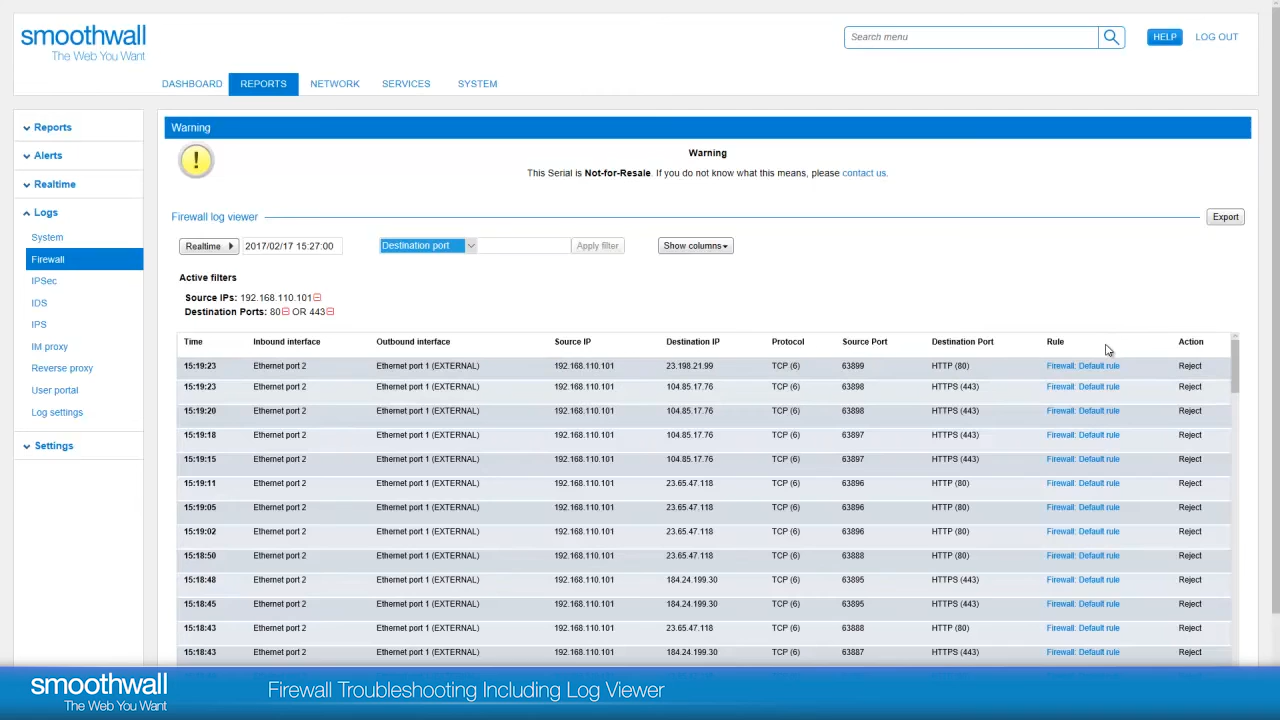 smoothwall
The Web You Want
Search menu
HELP
LOG OUT
DASHBOARD REPORTS NETWORK SERVICES SYSTEM
Reports
Alerts
Realtime
Logs
System
Firewall
IPSec
IDS
IPS
IM proxy
Reverse proxy
User portal
Log settings
Settings
Warning
!
Warning
This Serial is Not-for-Resale. If you do not know what this means, please contact us.
Firewall log viewer
Export
Realtime 2017/02/17 15:27:00 Destination port Apply filter Show columns
Active filters
Source IPs: 192.168.110.101
Destination Ports: 80 OR 443
Time Inbound interface Outbound interface Source IP Destination IP Protocol Source Port Destination Port Rule Action
15:19:23 Ethernet port 2 Ethernet port 1 (EXTERNAL) 192.168.110.101 23.198.21.99 TCP (6) 63899 HTTP (80) Firewall: Default rule Reject
15:19:23 Ethernet port 2 Ethernet port 1 (EXTERNAL) 192.168.110.101 104.85.17.76 TCP (6) 63898 HTTPS (443) Firewall: Default rule Reject
15:19:20 Ethernet port 2 Ethernet port 1 (EXTERNAL) 192.168.110.101 104.85.17.76 TCP (6) 63898 HTTPS (443) Firewall: Default rule Reject
15:19:18 Ethernet port 2 Ethernet port 1 (EXTERNAL) 192.168.110.101 104.85.17.76 TCP (6) 63897 HTTPS (443) Firewall: Default rule Reject
15:19:15 Ethernet port 2 Ethernet port 1 (EXTERNAL) 192.168.110.101 104.85.17.76 TCP (6) 63897 HTTPS (443) Firewall: Default rule Reject
15:19:11 Ethernet port 2 Ethernet port 1 (EXTERNAL) 192.168.110.101 23.65.47.118 TCP (6) 63896 HTTP (80) Firewall: Default rule Reject
15:19:05 Ethernet port 2 Ethernet port 1 (EXTERNAL) 192.168.110.101 23.65.47.118 TCP (6) 63896 HTTP (80) Firewall: Default rule Reject
15:19:02 Ethernet port 2 Ethernet port 1 (EXTERNAL) 192.168.110.101 23.65.47.118 TCP (6) 63896 HTTP (80) Firewall: Default rule Reject
15:18:50 Ethernet port 2 Ethernet port 1 (EXTERNAL) 192.168.110.101 23.65.47.118 TCP (6) 63888 HTTP (80) Firewall: Default rule Reject
15:18:48 Ethernet port 2 Ethernet port 1 (EXTERNAL) 192.168.110.101 184.24.199.30 TCP (6) 63895 HTTPS (443) Firewall: Default rule Reject
15:18:45 Ethernet port 2 Ethernet port 1 (EXTERNAL) 192.168.110.101 184.24.199.30 TCP (6) 63895 HTTPS (443) Firewall: Default rule Reject
15:18:43 Ethernet port 2 Ethernet port 1 (EXTERNAL) 192.168.110.101 23.65.47.118 TCP (6) 63888 HTTP (80) Firewall: Default rule Reject
15:18:43 Ethernet port 2 Ethernet port 1 (EXTERNAL) 192.168.110.101 184.24.199.30 TCP (6) 63887 HTTPS (443) Firewall: Default rule Reject
smoothwall
The Web You Want
Firewall Troubleshooting Including Log Viewer